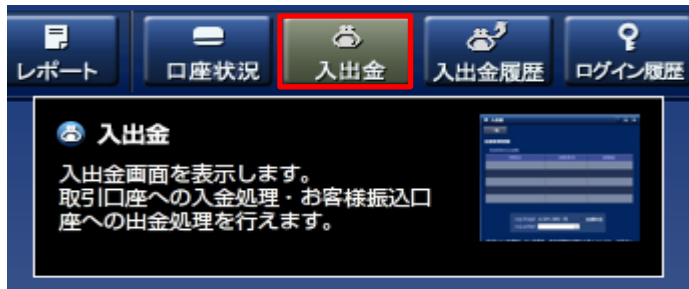 レポート
口座状況
入出金
入出金履歴
ログイン履歴
入出金
入出金画面を表示します。
取引口座への入金処理・お客様振込口
座への出金処理を行えます。